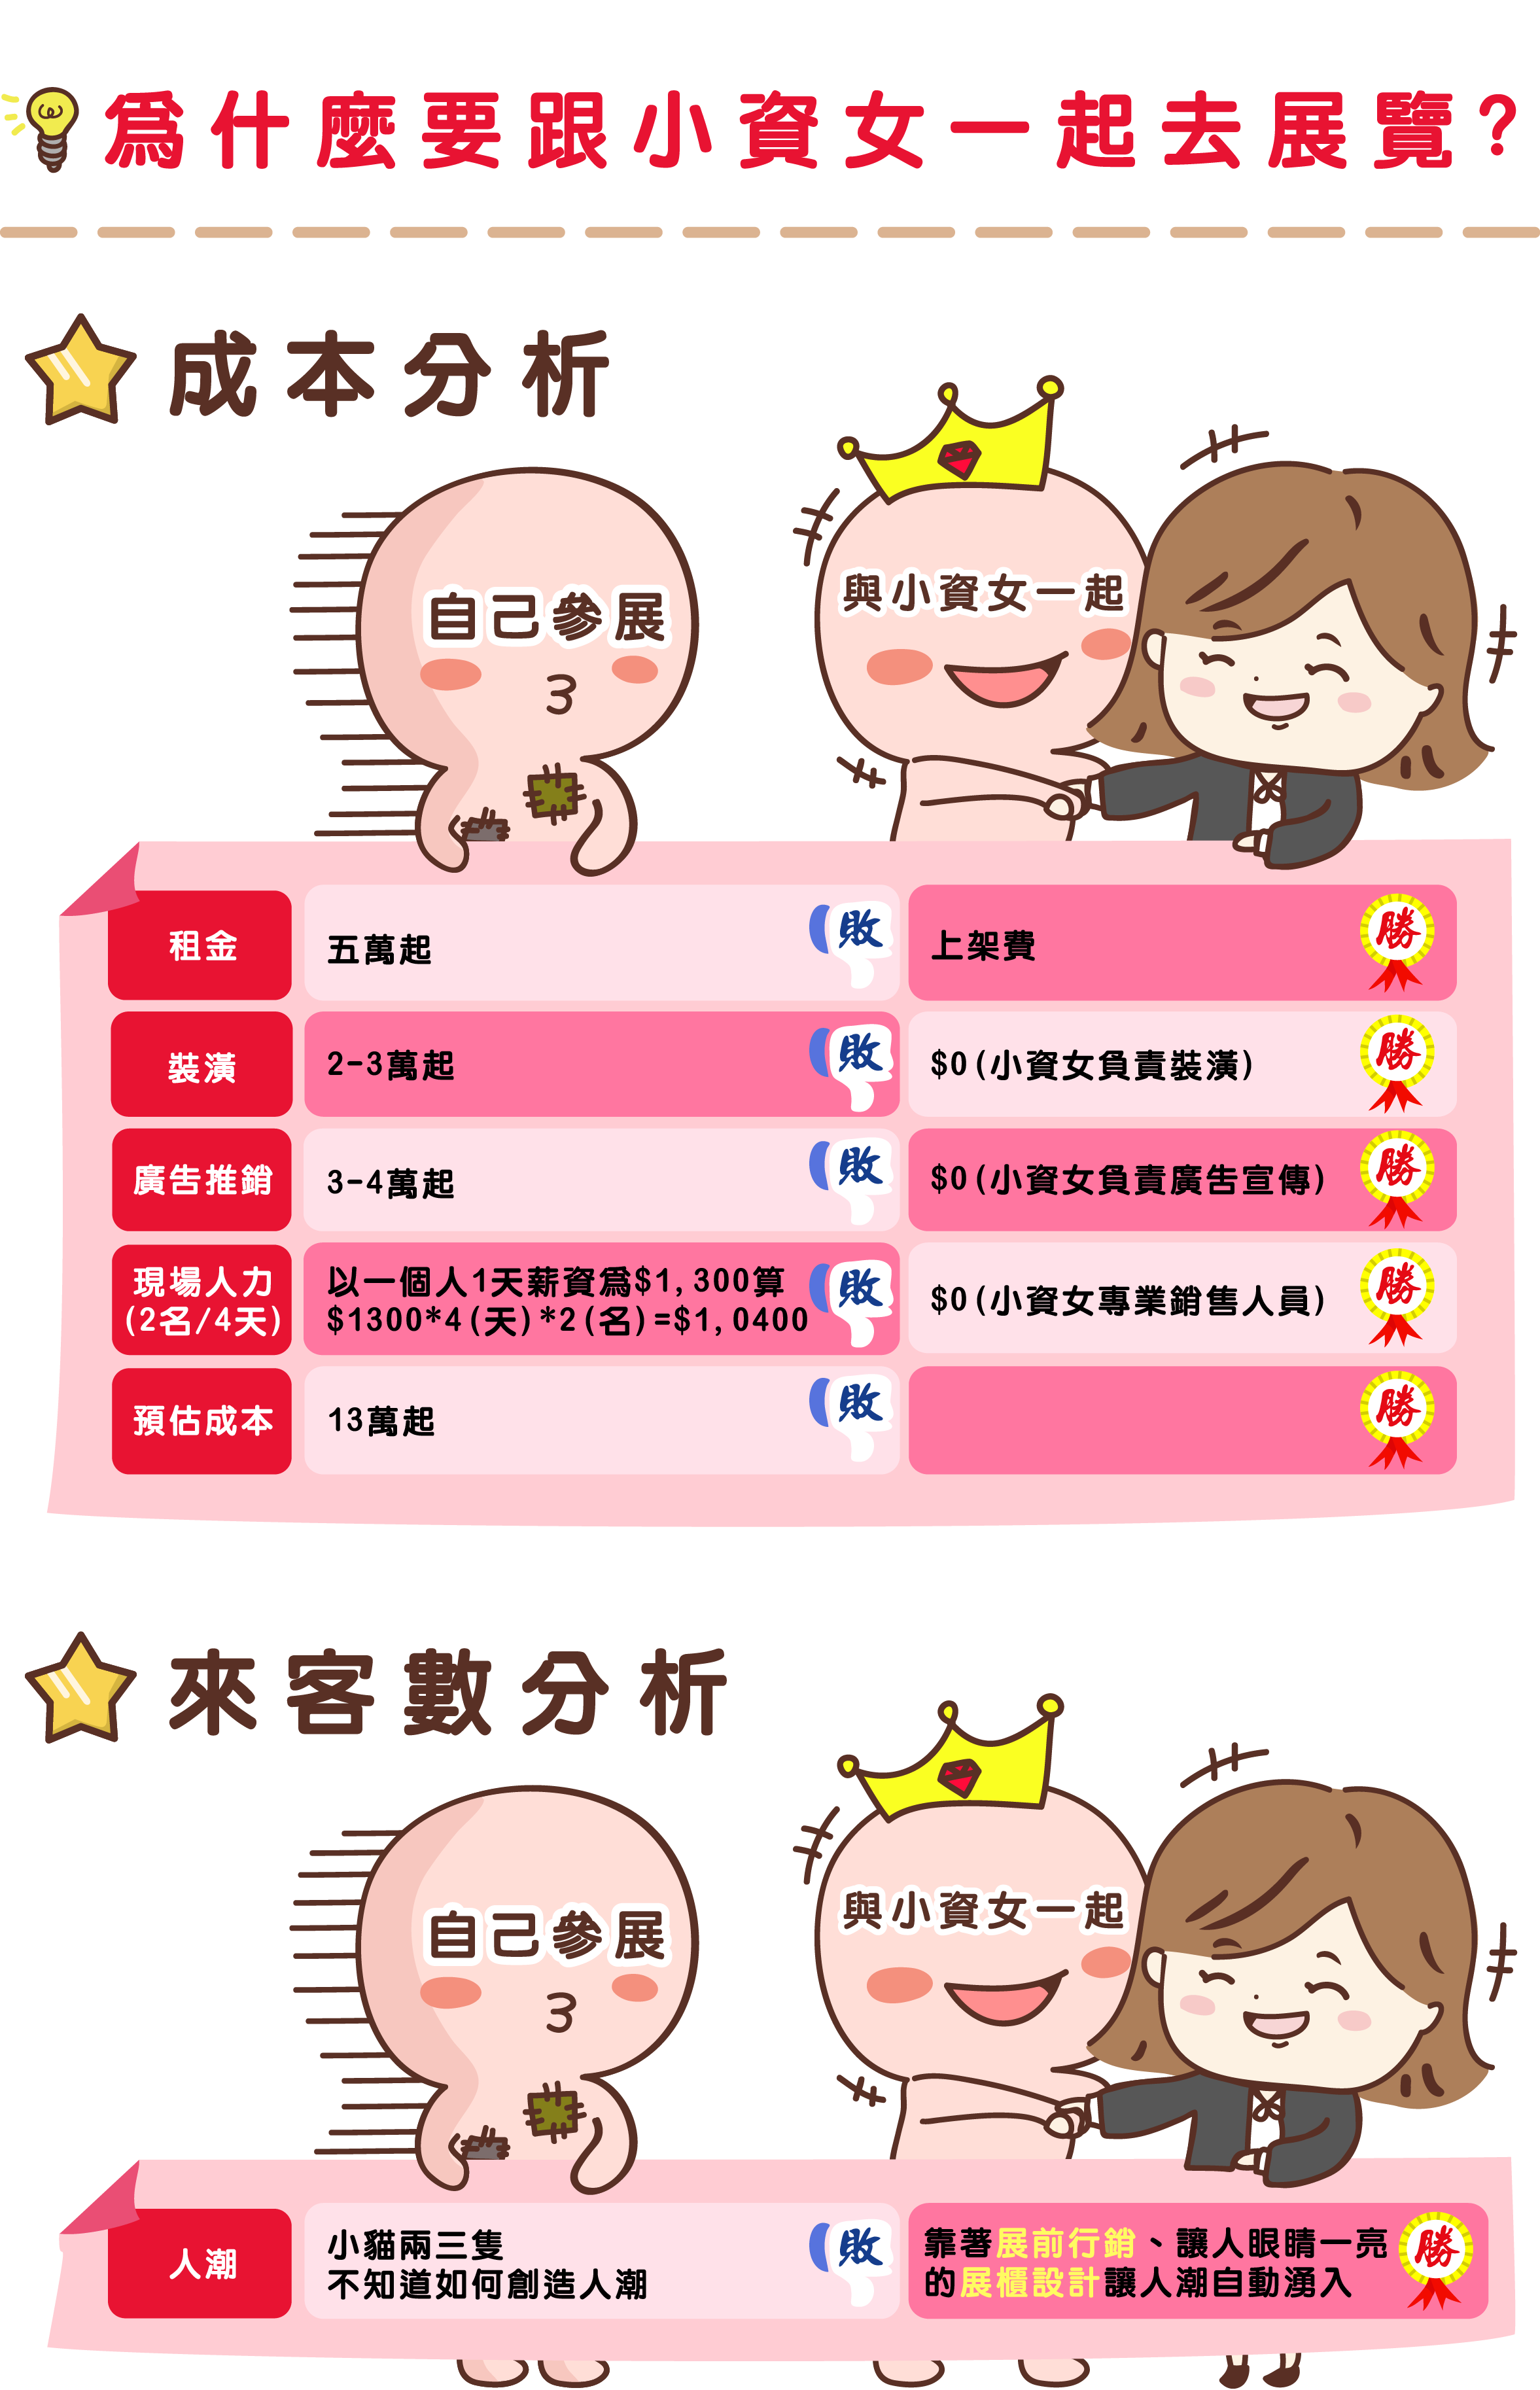 為什麼要跟小資女一起去展覽?
成本分析
自己參展
與小資女一起
租金
五萬起
敗
上架費
勝
裝潢
2-3萬起
敗
$0(小資女負責裝潢)
勝
廣告推銷
3-4萬起
敗
$0(小資女負責廣告宣傳)
勝
現場人力
(2名/4天)
以一個人1天薪資為$1,300算
$1300*4(天)*2(名)=$1,0400
敗
$0(小資女專業銷售人員)
勝
預估成本
13萬起
敗
勝
來客數分析
自己參展
與小資女一起
人潮
小貓兩三隻
不知道如何創造人潮
敗
靠著展前行銷、讓人眼睛一亮
的展櫃設計讓人潮自動湧入
勝